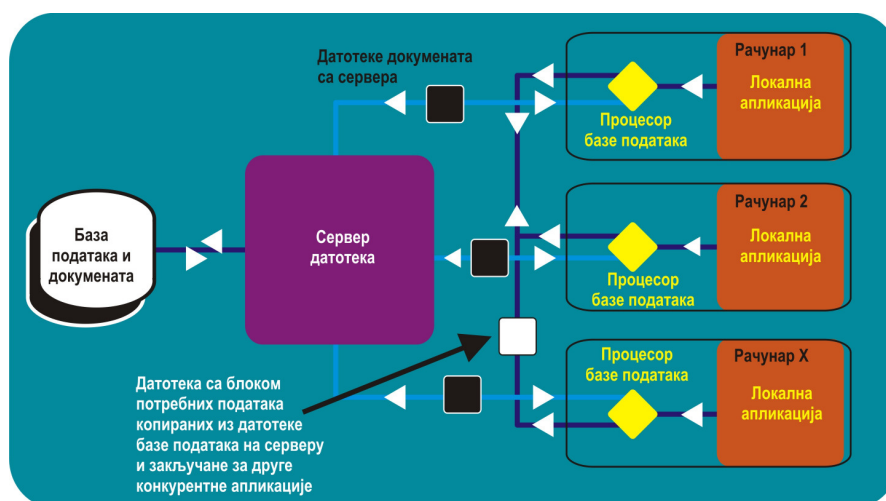 Датотеке докумената
са сервера
Рачунар 1
Локална
апликација
Процесор
базе података
База
података и
докумената
Сервер
датотека
Рачунар 2
Локална
апликација
Процесор
базе података
Процесор
базе података
Рачунар X
Локална
апликација
Датотека са блоком
потребних података
копираних из датотеке
базе података на серверу
и закључане за друге
конкурентне апликације